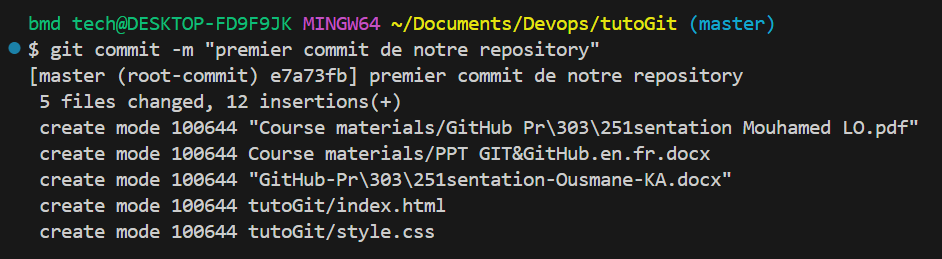 bmd tech@DESKTOP-FD9F9JK MINGW64 ~/Documents/Devops/tutoGit (master)
$ git commit -m "premier commit de notre repository"
[master (root-commit) e7a73fb] premier commit de notre repository
 5 files changed, 12 insertions(+)
 create mode 100644 "Course materials/GitHub Pr\303\251sentation Mouhamed LO.pdf"
 create mode 100644 Course materials/PPT GIT&GitHub.en.fr.docx
 create mode 100644 "GitHub-Pr\303\251sentation-Ousmane-KA.docx"
 create mode 100644 tutoGit/index.html
 create mode 100644 tutoGit/style.css